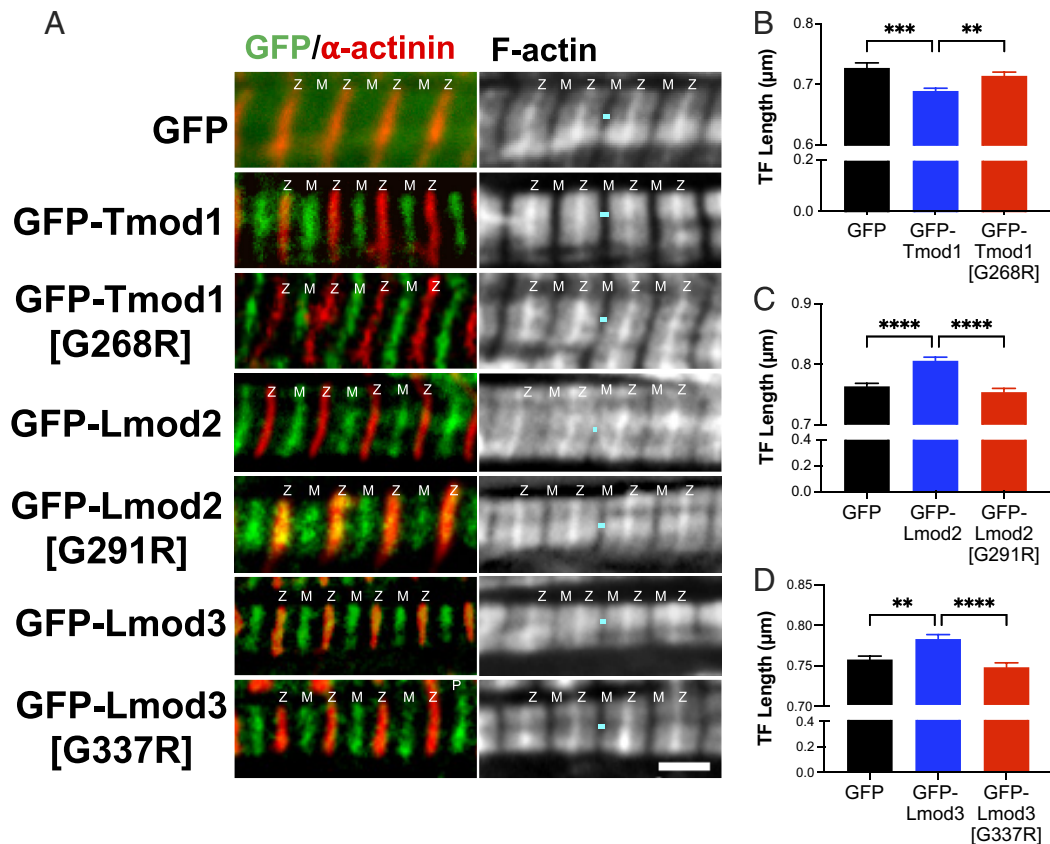 A
GFP/α-actinin
F-actin
GFP
Z M Z M Z M Z
Z M Z M Z M Z
GFP-Tmod1
Z M Z M Z M Z
Z M Z M Z M Z
GFP-Tmod1
[G268R]
Z M Z M Z M Z
Z M Z M Z M Z
GFP-Lmod2
Z M Z M Z M Z
Z M Z M Z M Z
GFP-Lmod2
[G291R]
Z M Z M Z M Z
Z M Z M Z M Z
GFP-Lmod3
Z M Z M Z M Z
Z M Z M Z M Z
GFP-Lmod3
[G337R]
P
Z M Z M Z M Z
Z M Z M Z M Z
B
TF Length (µm)
0.8
0.7
0.6
0.2
0.0
*** **
GFP
GFP-
Tmod1
GFP-
Tmod1
[G268R]
C
TF Length (µm)
0.9
0.8
0.7
0.4
0.2
0.0
**** ****
GFP
GFP-
Lmod2
GFP-
Lmod2
[G291R]
D
TF Length (µm)
0.85
0.80
0.75
0.70
0.4
0.2
0.0
** ****
GFP
GFP-
Lmod3
GFP-
Lmod3
[G337R]